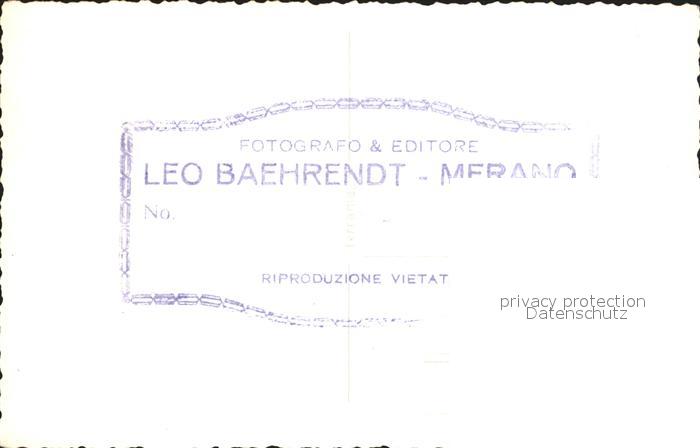 FOTOGRAFO & EDITORE
LEO BAEHRENDT - MERANO
No.
RIPRODUZIONE VIETAT
privacy protection
Datenschutz